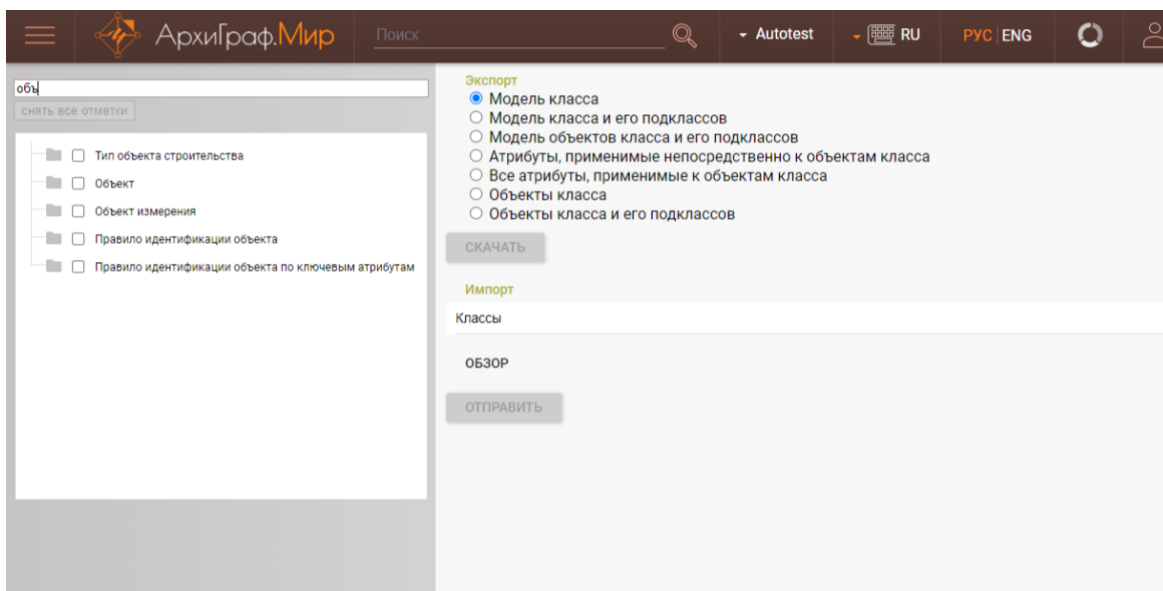 АрхиГраф.Мир
Поиск
Autotest
RU
РУС ENG
объ
снять все отметки
Тип объекта строительства
Объект
Объект измерения
Правило идентификации объекта
Правило идентификации объекта по ключевым атрибутам
Экспорт
Модель класса
Модель класса и его подклассов
Модель объектов класса и его подклассов
Атрибуты, применимые непосредственно к объектам класса
Все атрибуты, применимые к объектам класса
Объекты класса
Объекты класса и его подклассов
СКАЧАТЬ
Импорт
Классы
ОБЗОР
ОТПРАВИТЬ